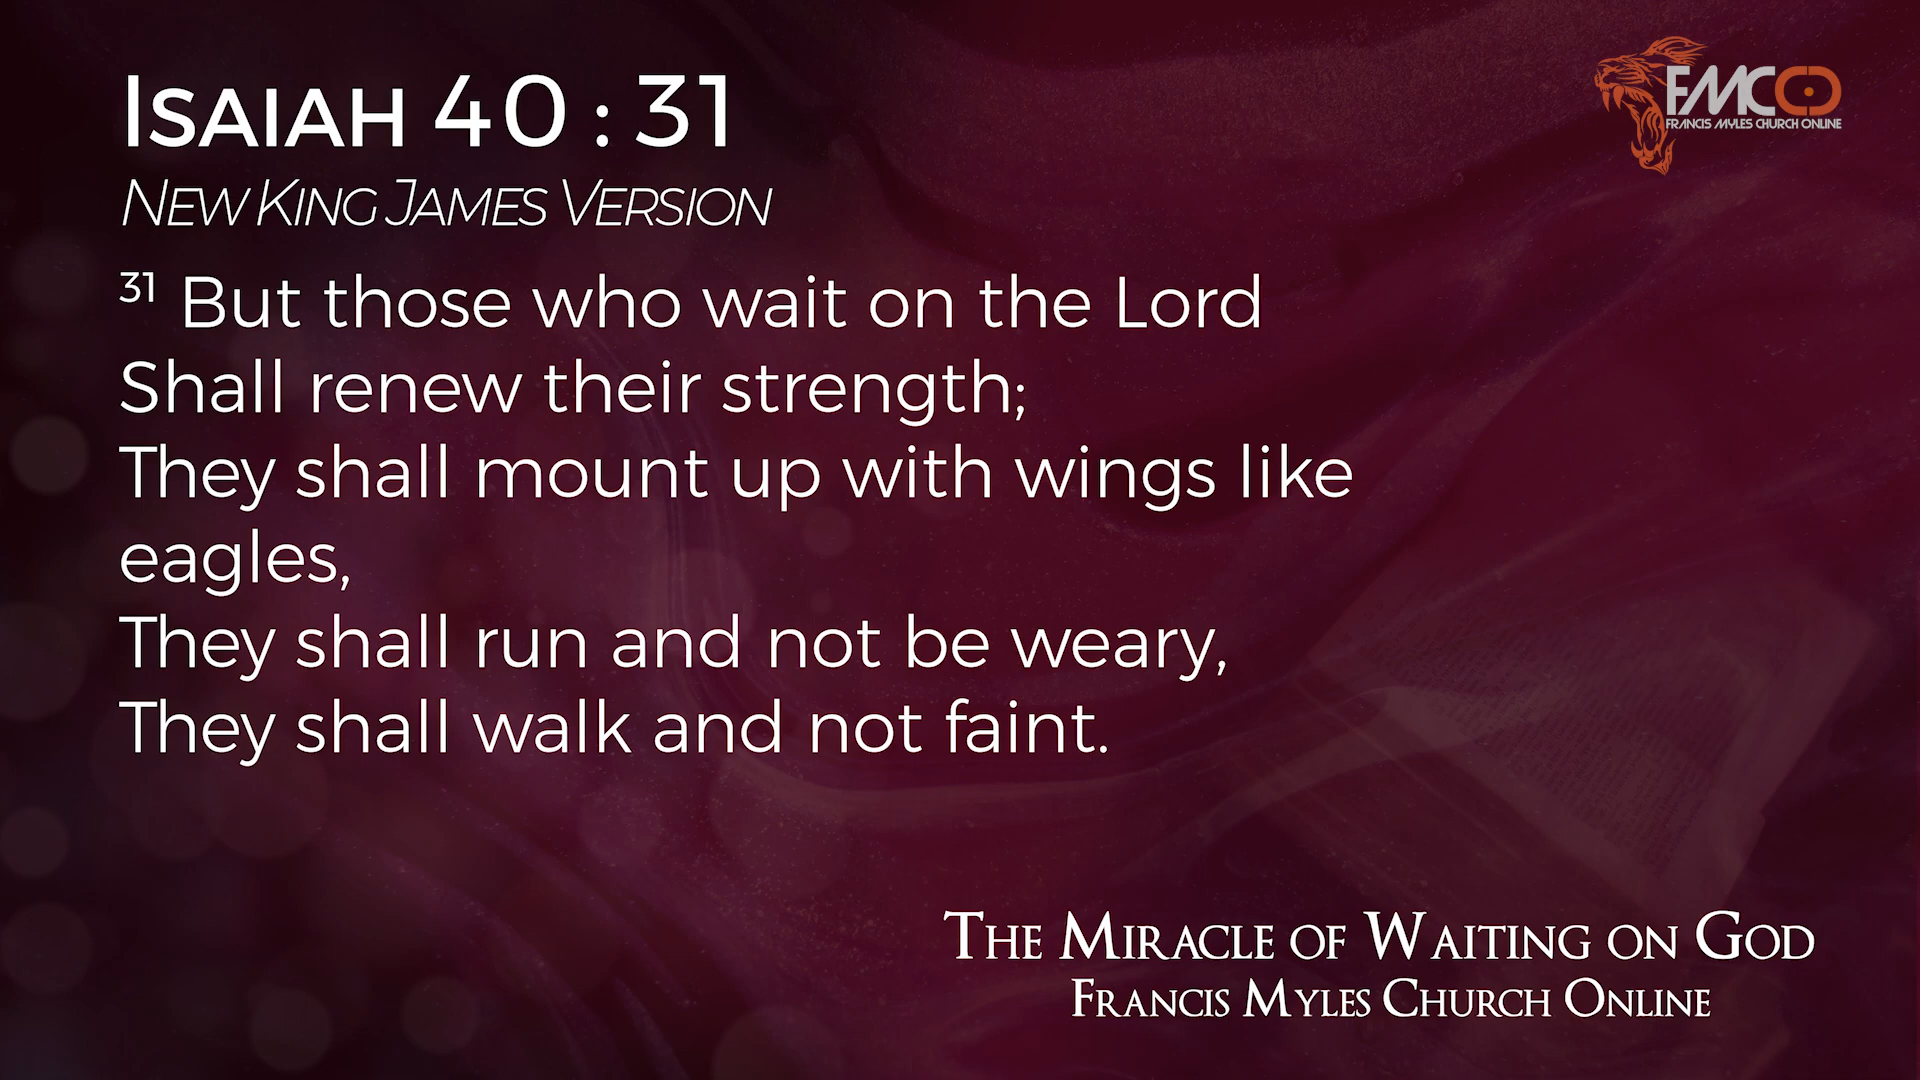 Isaiah 40 : 31
New King James Version
FMCO
FRANCIS MYLES CHURCH ONLINE
31 But those who wait on the Lord
Shall renew their strength;
They shall mount up with wings like
eagles,
They shall run and not be weary,
They shall walk and not faint.
The Miracle of Waiting on God
Francis Myles Church Online